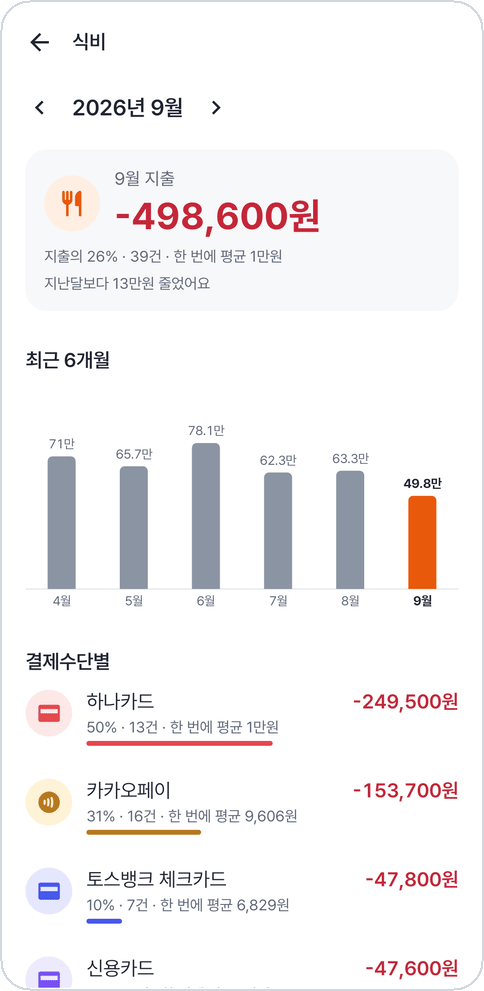 식비
2026년 9월
9월 지출
-498,600원
지출의 26% · 39건 · 한 번에 평균 1만원
지난달보다 13만원 줄었어요
최근 6개월
71만
65.7만
78.1만
62.3만
63.3만
49.8만
4월
5월
6월
7월
8월
9월
결제수단별
하나카드
-249,500원
50% · 13건 · 한 번에 평균 1만원
카카오페이
-153,700원
31% · 16건 · 한 번에 평균 9,606원
토스뱅크 체크카드
-47,800원
10% · 7건 · 한 번에 평균 6,829원
신용카드
-47,600원